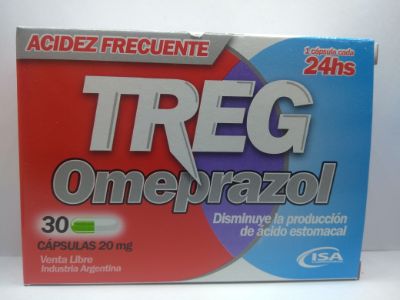 ACIDEZ FRECUENTE
1 cápsula cada
24hs
TREG
Omeprazol
30
CÁPSULAS 20 mg
Venta Libre
Industria Argentina
Disminuye la producción
de ácido estomacal
ISA